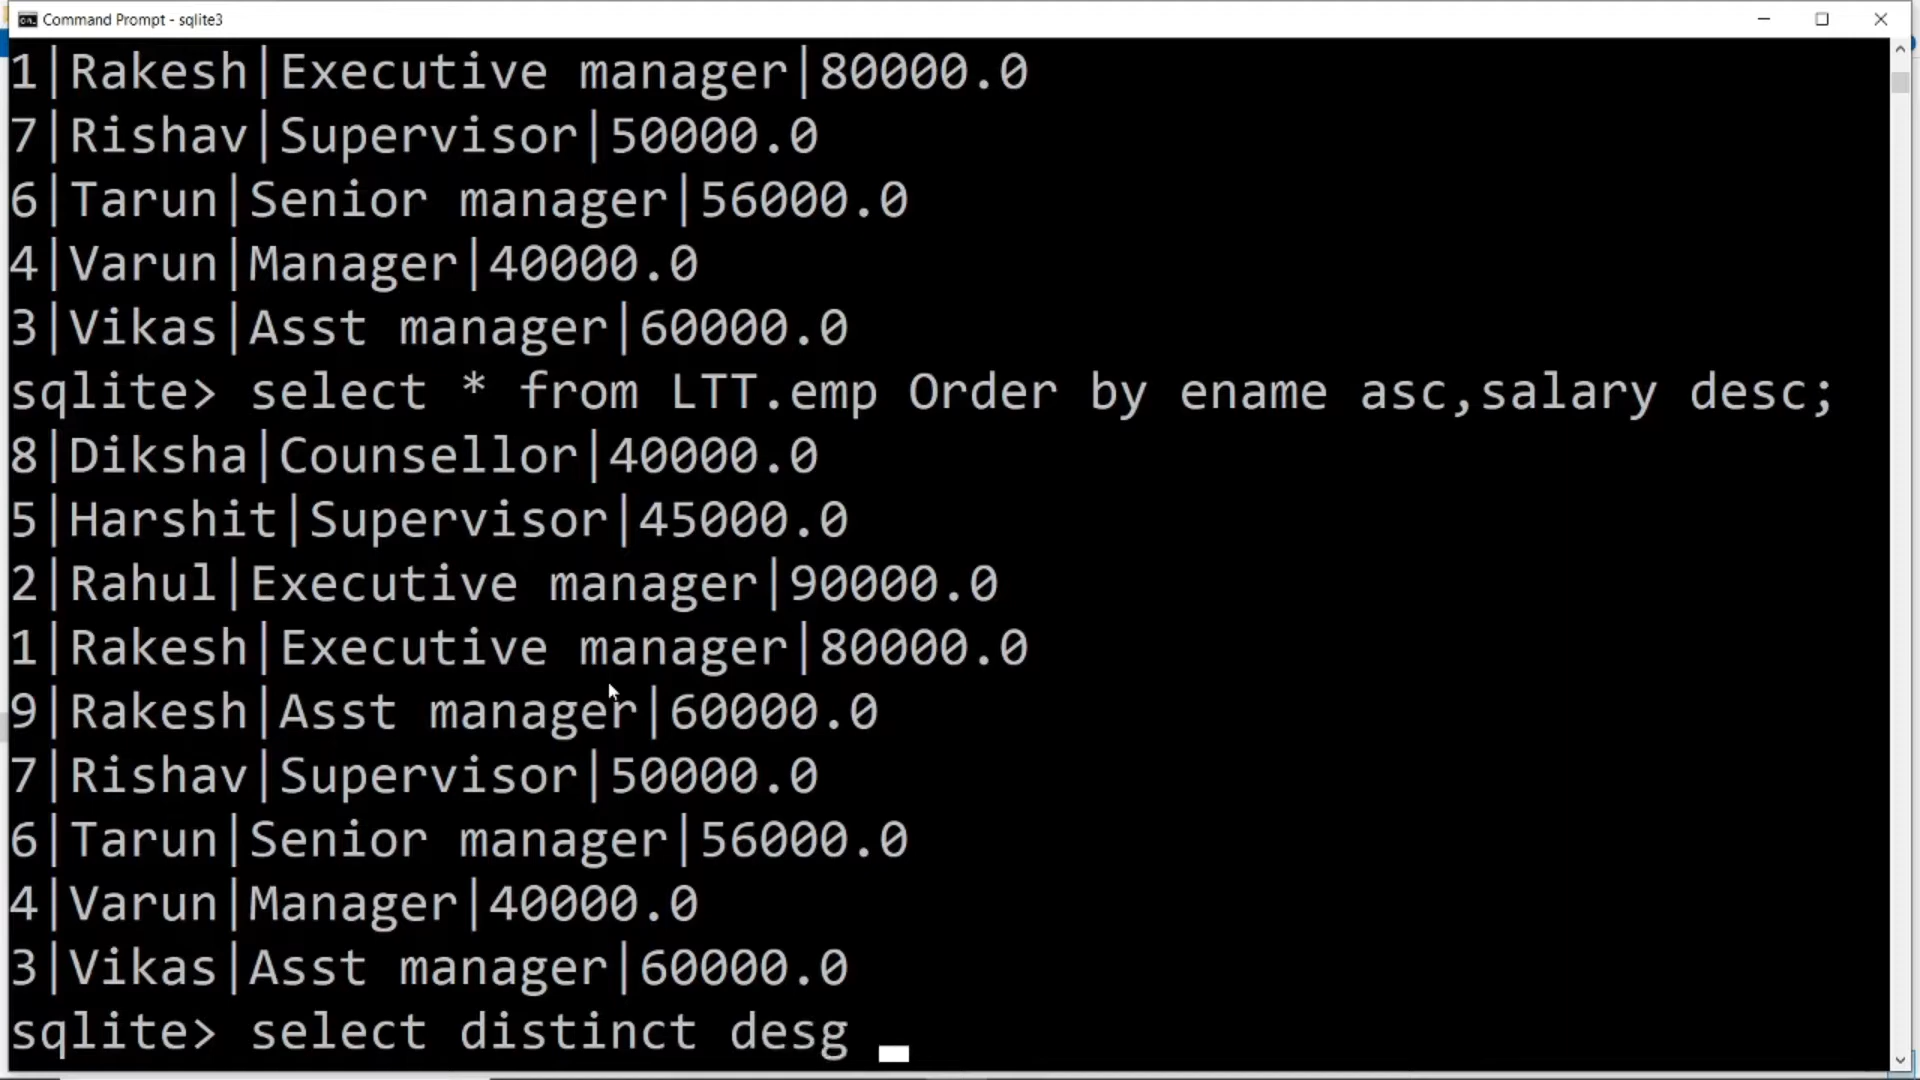 Command Prompt - sqlite3
1|Rakesh|Executive manager|80000.0
7|Rishav|Supervisor|50000.0
6|Tarun|Senior manager|56000.0
4|Varun|Manager|40000.0
3|Vikas|Asst manager|60000.0
sqlite> select * from LTT.emp Order by ename asc,salary desc;
8|Diksha|Counsellor|40000.0
5|Harshit|Supervisor|45000.0
2|Rahul|Executive manager|90000.0
1|Rakesh|Executive manager|80000.0
9|Rakesh|Asst manager|60000.0
7|Rishav|Supervisor|50000.0
6|Tarun|Senior manager|56000.0
4|Varun|Manager|40000.0
3|Vikas|Asst manager|60000.0
sqlite> select distinct desg